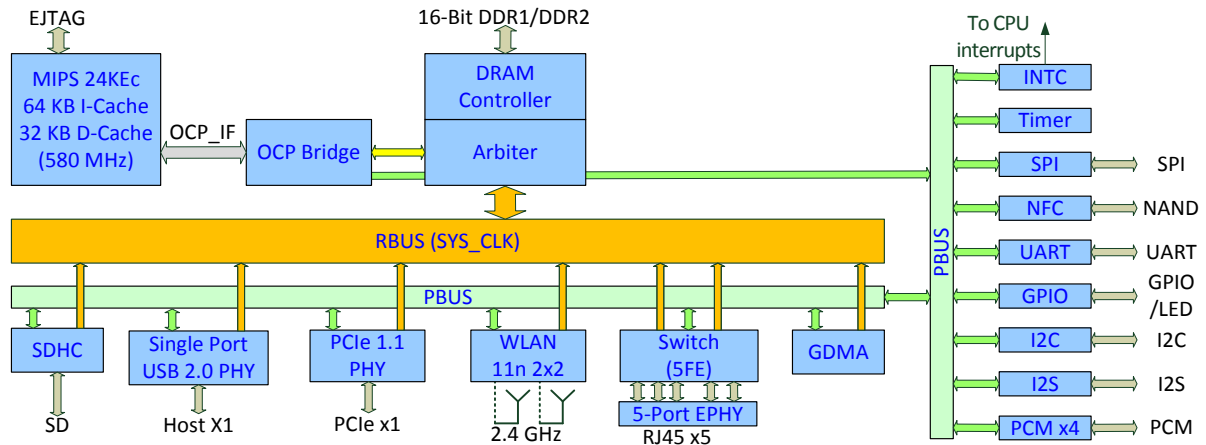 EJTAG
16-Bit DDR1/DDR2
To CPU
interrupts
MIPS 24KEc
64 KB I-Cache
32 KB D-Cache
(580 MHz)
OCP_IF
OCP Bridge
DRAM
Controller
Arbiter
RBUS (SYS_CLK)
PBUS
SDHC
Single Port
USB 2.0 PHY
PCIe 1.1
PHY
WLAN
11n 2x2
Switch
(5FE)
GDMA
5-Port EPHY
SD
Host X1
PCIe x1
2.4 GHz
RJ45 x5
PBUS
INTC
Timer
SPI
SPI
NFC
NAND
UART
UART
GPIO
GPIO
/LED
I2C
I2C
I2S
I2S
PCM x4
PCM